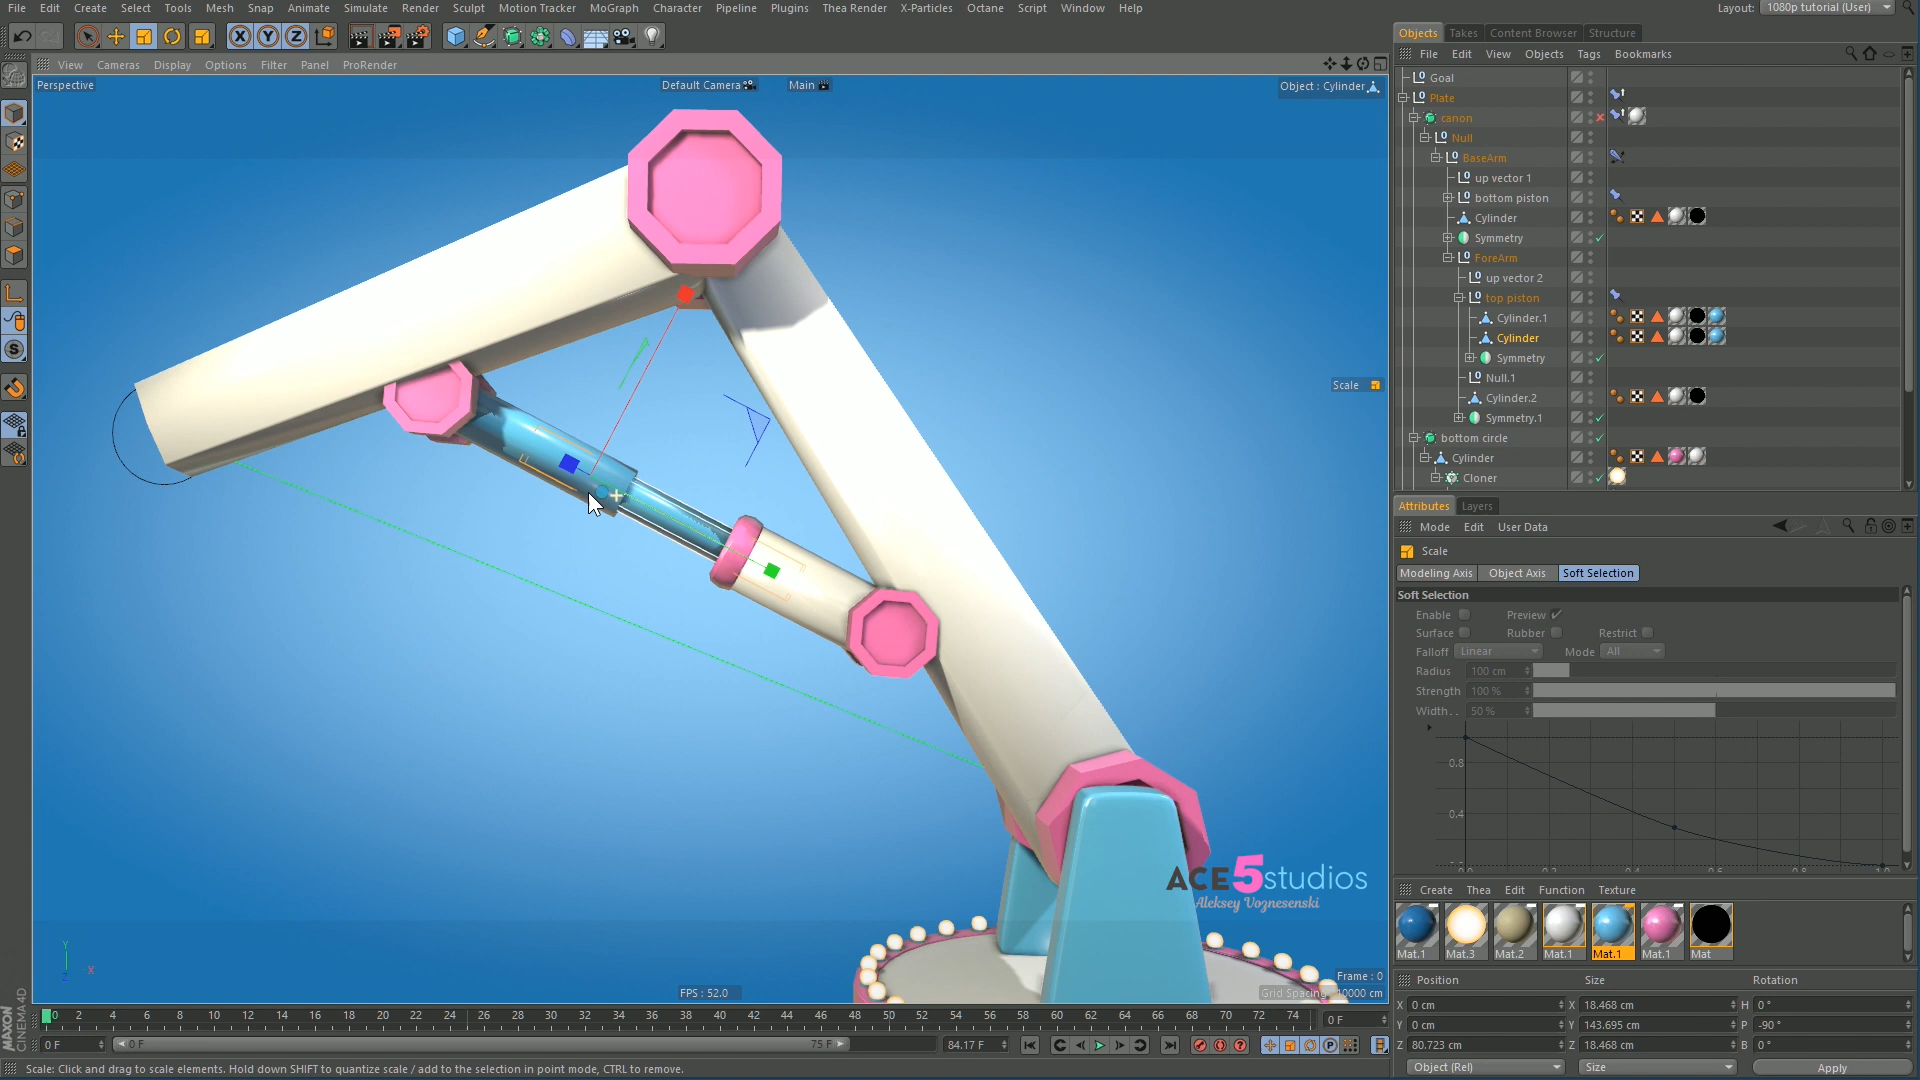 File Edit Create Select Tools Mesh Snap Animate Simulate Render Sculpt Motion Tracker MoGraph Character Pipeline Plugins Thea Render X-Particles Octane Script Window Help
Layout: 1080p tutorial (User)
Objects Takes Content Browser Structure
File Edit View Objects Tags Bookmarks
View Cameras Display Options Filter Panel ProRender
Perspective
Default Camera
Main
Object : Cylinder
Goal
Plate
canon
Null
BaseArm
up vector 1
bottom piston
Cylinder
Symmetry
ForeArm
up vector 2
top piston
Cylinder.1
Cylinder
Symmetry
Null.1
Cylinder.2
Symmetry.1
bottom circle
Cylinder
Cloner
Scale
Attributes Layers
Mode Edit User Data
Scale
Modeling Axis Object Axis Soft Selection
Soft Selection
Enable Preview
Surface Rubber Restrict
Falloff Linear Mode All
Radius 100 cm
Strength 100 %
Width.. 50 %
0.8
0.4
ACE5studios
Aleksey Voznesenski
Create Thea Edit Function Texture
Mat.1 Mat.3 Mat.2 Mat.1 Mat.1 Mat.1 Mat
Y
X
Z
FPS : 52.0
Frame : 0
Grid Spacing : 10000 cm
Position Size Rotation
X 0 cm X 18.468 cm H 0 °
Y 0 cm Y 143.695 cm P -90 °
Z 80.723 cm Z 18.468 cm B 0 °
Object (Rel) Size Apply
0 2 4 6 8 10 12 14 16 18 20 22 24 26 28 30 32 34 36 38 40 42 44 46 48 50 52 54 56 58 60 62 64 66 68 70 72 74 0 F
0 F 0 F 75 F 84.17 F
MAXON
CINEMA4D
Scale: Click and drag to scale elements. Hold down SHIFT to quantize scale / add to the selection in point mode, CTRL to remove.